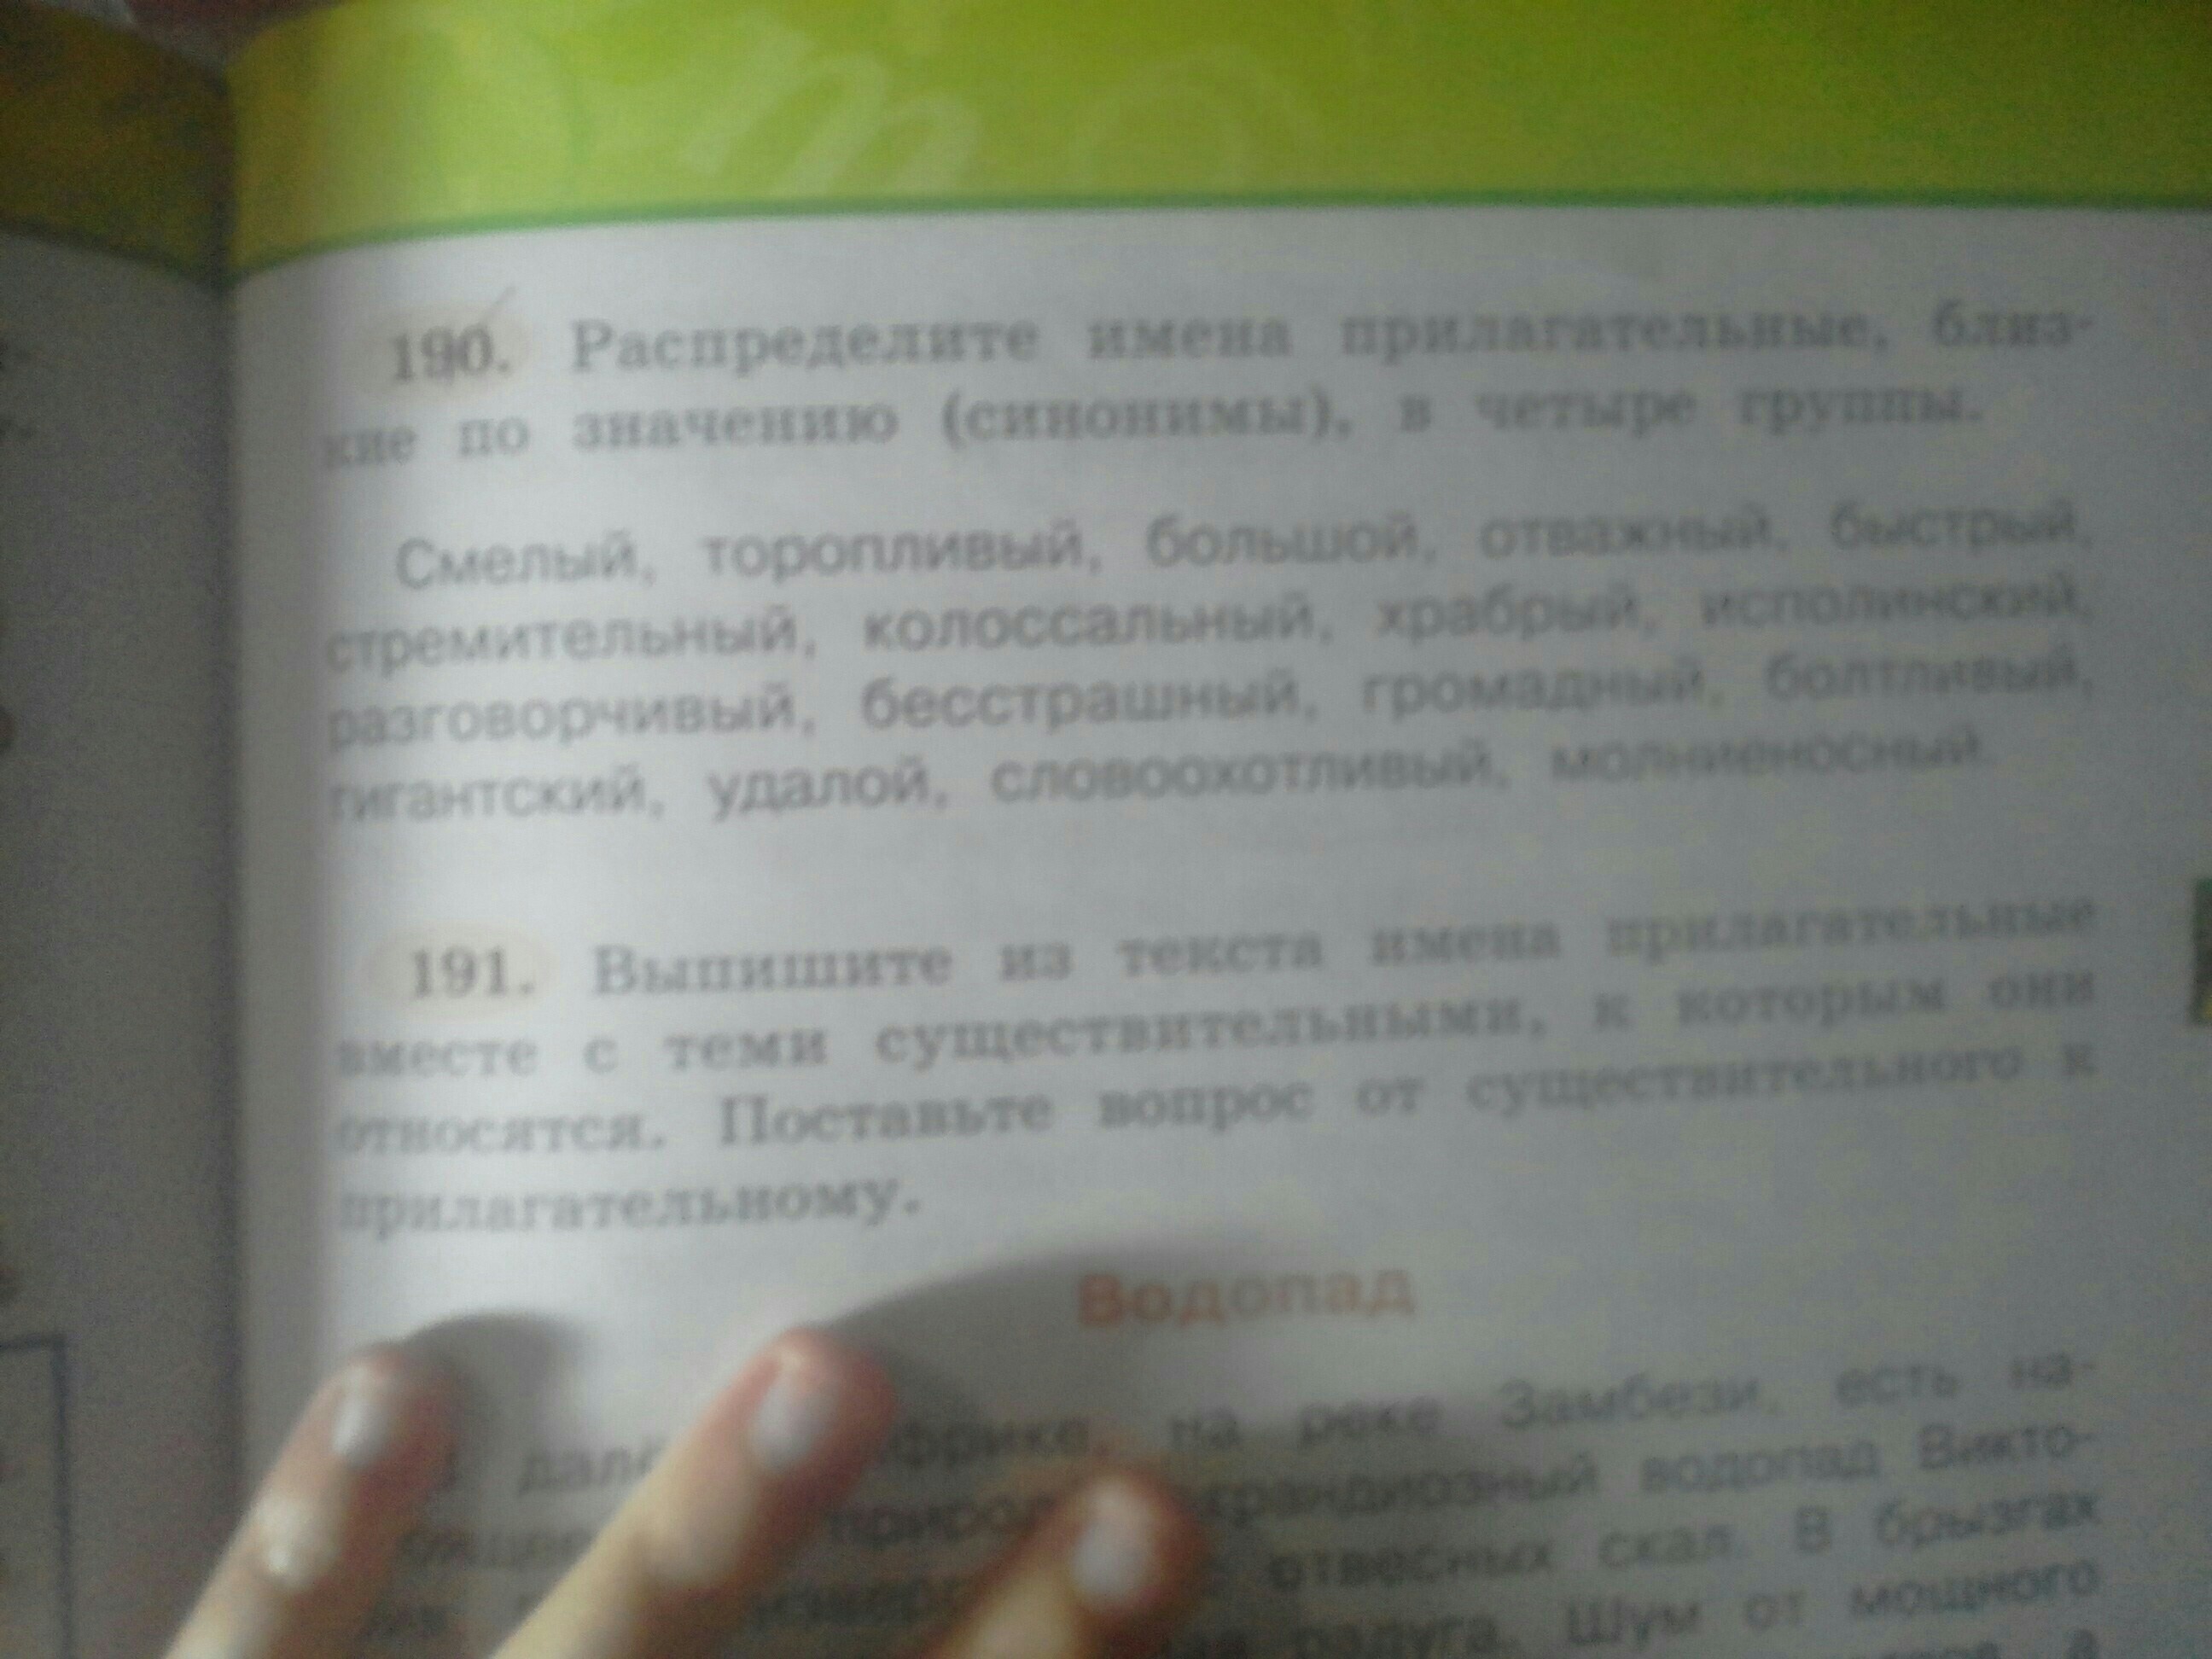 190. Распределите имена прилагательные, близ-
кие по значению (синонимы), в четыре группы.
Смелый, торопливый, большой, отважный, быстрый,
стремительный, колоссальный, храбрый, исполинский,
разговорчивый, бесстрашный, громадный, болтливый,
гигантский, удалой, словоохотливый, молниеносный.
191. Выпишите из текста имена прилагательные
вместе с теми существительными, к которым они
относятся. Поставьте вопрос от существительного к
прилагательному.
Водопад
на реке Замбези, есть на-
грандиозный водопад Викто-
отвесных скал. В брызгах
радуга. Шум от мощного
а